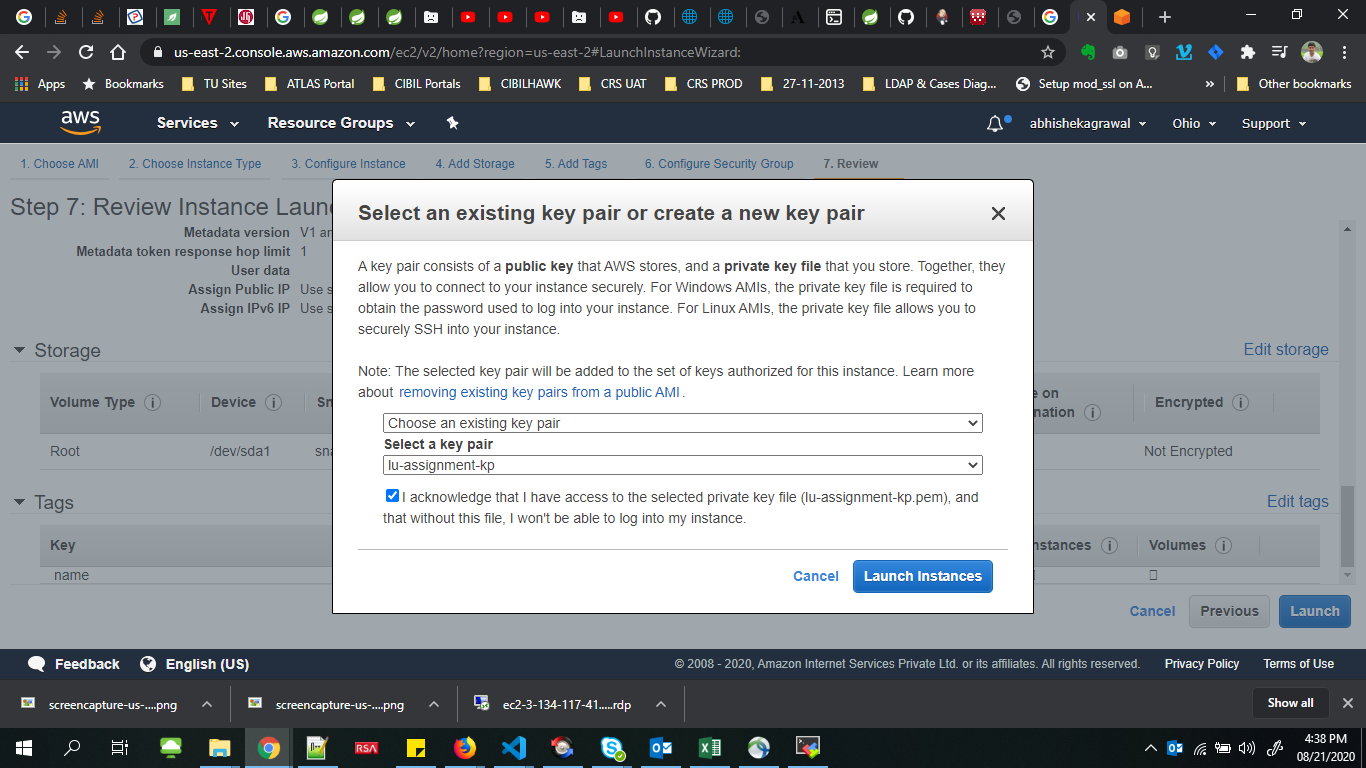 us-east-2.console.aws.amazon.com/ec2/v2/home?region=us-east-2#LaunchInstanceWizard:
Apps Bookmarks TU Sites ATLAS Portal CIBIL Portals CIBILHAWK CRS UAT CRS PROD 27-11-2013 LDAP & Cases Diag... Setup mod_ssl on A... » Other bookmarks
aws Services Resource Groups abhishekagrawal Ohio Support
1. Choose AMI 2. Choose Instance Type 3. Configure Instance 4. Add Storage 5. Add Tags 6. Configure Security Group 7. Review
Step 7: Review Instance Laun
Metadata version V1 an
Metadata token response hop limit 1
User data
Assign Public IP Use s
Assign IPv6 IP Use s
Storage Edit storage
Volume Type Device Sn
e on
nation Encrypted
Root /dev/sda1 sna Not Encrypted
Tags Edit tags
Key nstances Volumes
name
Select an existing key pair or create a new key pair
A key pair consists of a public key that AWS stores, and a private key file that you store. Together, they
allow you to connect to your instance securely. For Windows AMIs, the private key file is required to
obtain the password used to log into your instance. For Linux AMIs, the private key file allows you to
securely SSH into your instance.
Note: The selected key pair will be added to the set of keys authorized for this instance. Learn more
about removing existing key pairs from a public AMI .
Choose an existing key pair
Select a key pair
lu-assignment-kp
I acknowledge that I have access to the selected private key file (lu-assignment-kp.pem), and
that without this file, I won't be able to log into my instance.
Cancel Launch Instances
Cancel Previous Launch
Feedback English (US) © 2008 - 2020, Amazon Internet Services Private Ltd. or its affiliates. All rights reserved. Privacy Policy Terms of Use
screencapture-us-....png screencapture-us-....png ec2-3-134-117-41.....rdp Show all
RSA
4:38 PM
08/21/2020